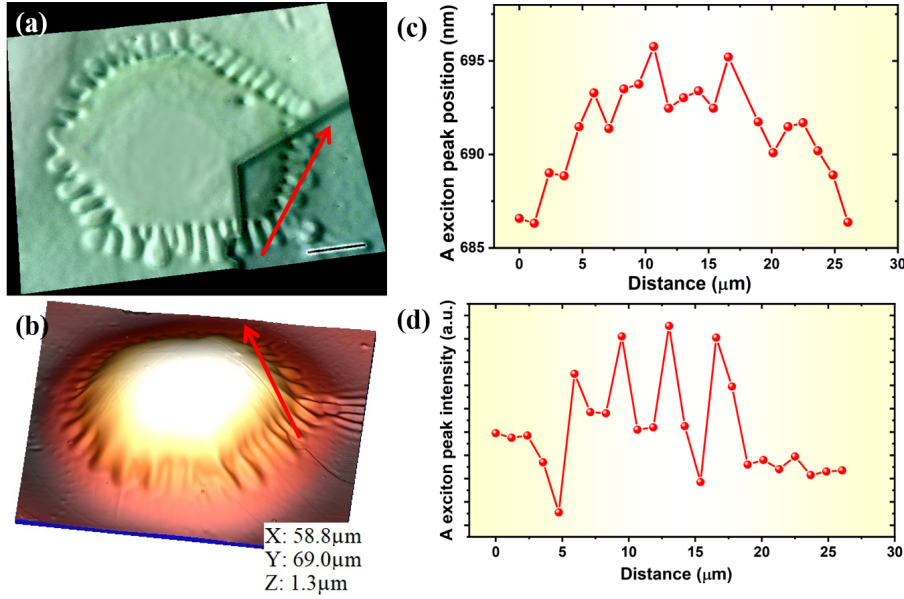 (a)
(b)
X: 58.8µm
Y: 69.0µm
Z: 1.3µm
(c)
A exciton peak position (nm)
695
690
685
0 5 10 15 20 25 30
Distance (µm)
(d)
A exciton peak intensity (a.u.)
0 5 10 15 20 25 30
Distance (µm)